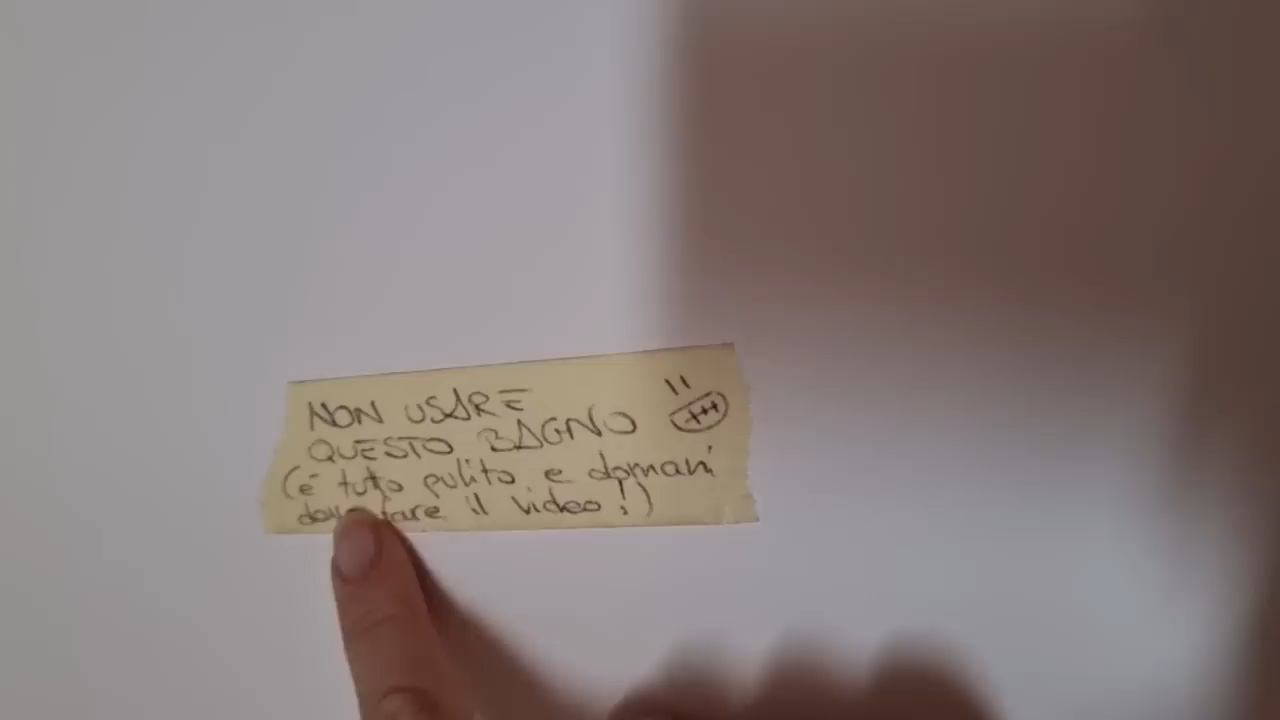 NON USARE
QUESTO BAGNO
(è tutto pulito e domani
fare il video!)